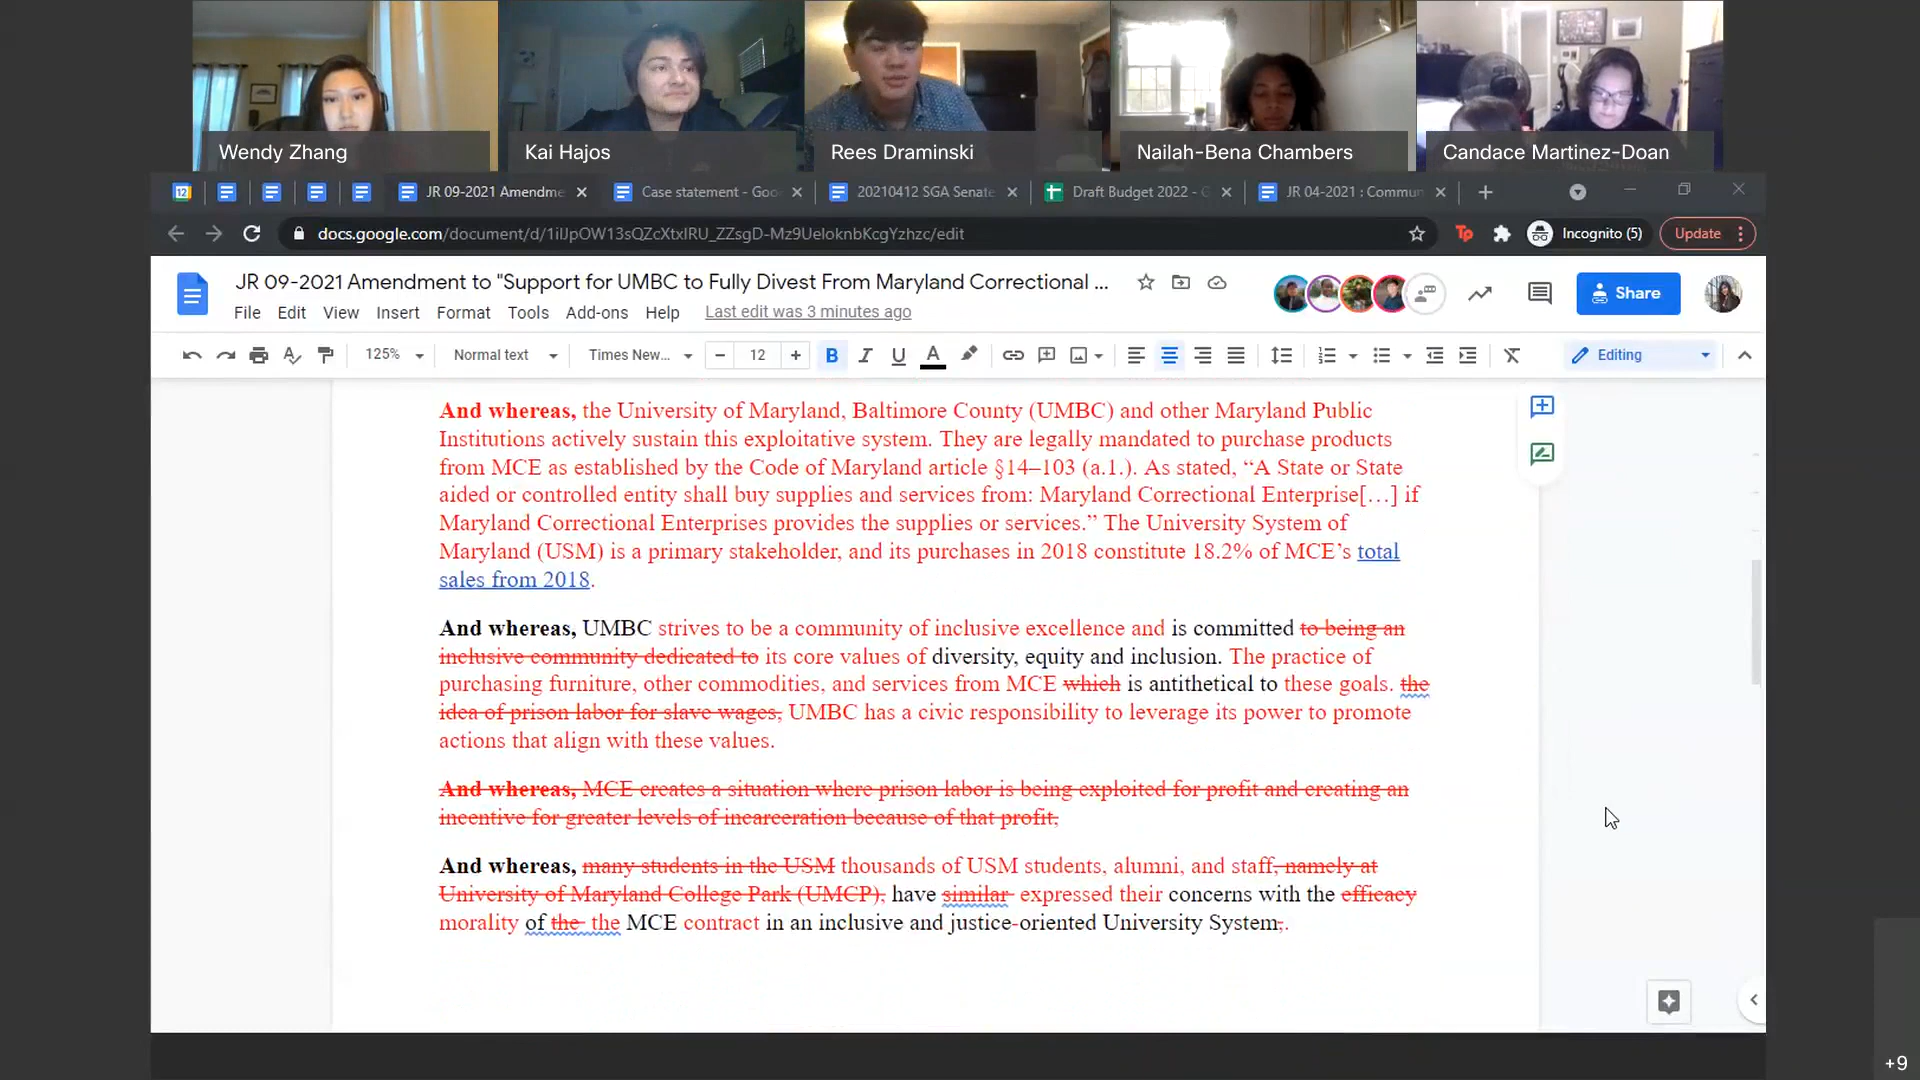 Wendy Zhang
Kai Hajos
Rees Draminski
Nailah-Bena Chambers
Candace Martinez-Doan
12
JR 09-2021 Amendme
Case statement - Goo
20210412 SGA Senate
Draft Budget 2022 - G
JR 04-2021 : Commun
docs.google.com/document/d/1ilJpOW13sQZcXtxlRU_ZZsgD-Mz9UeloknbKcgYzhzc/edit
Tp
Incognito (5)
Update
JR 09-2021 Amendment to "Support for UMBC to Fully Divest From Maryland Correctional ...
Share
File Edit View Insert Format Tools Add-ons Help Last edit was 3 minutes ago
125% Normal text Times New... 12 B I U A Editing
And whereas, the University of Maryland, Baltimore County (UMBC) and other Maryland Public
Institutions actively sustain this exploitative system. They are legally mandated to purchase products
from MCE as established by the Code of Maryland article §14–103 (a.1.). As stated, “A State or State
aided or controlled entity shall buy supplies and services from: Maryland Correctional Enterprise[…] if
Maryland Correctional Enterprises provides the supplies or services.” The University System of
Maryland (USM) is a primary stakeholder, and its purchases in 2018 constitute 18.2% of MCE’s total
sales from 2018.
And whereas, UMBC strives to be a community of inclusive excellence and is committed to being an
inclusive community dedicated to its core values of diversity, equity and inclusion. The practice of
purchasing furniture, other commodities, and services from MCE which is antithetical to these goals. the
idea of prison labor for slave wages, UMBC has a civic responsibility to leverage its power to promote
actions that align with these values.
And whereas, MCE creates a situation where prison labor is being exploited for profit and creating an
incentive for greater levels of incarceration because of that profit,
And whereas, many students in the USM thousands of USM students, alumni, and staff, namely at
University of Maryland College Park (UMCP), have similar expressed their concerns with the efficacy
morality of the the MCE contract in an inclusive and justice-oriented University System,.
+9